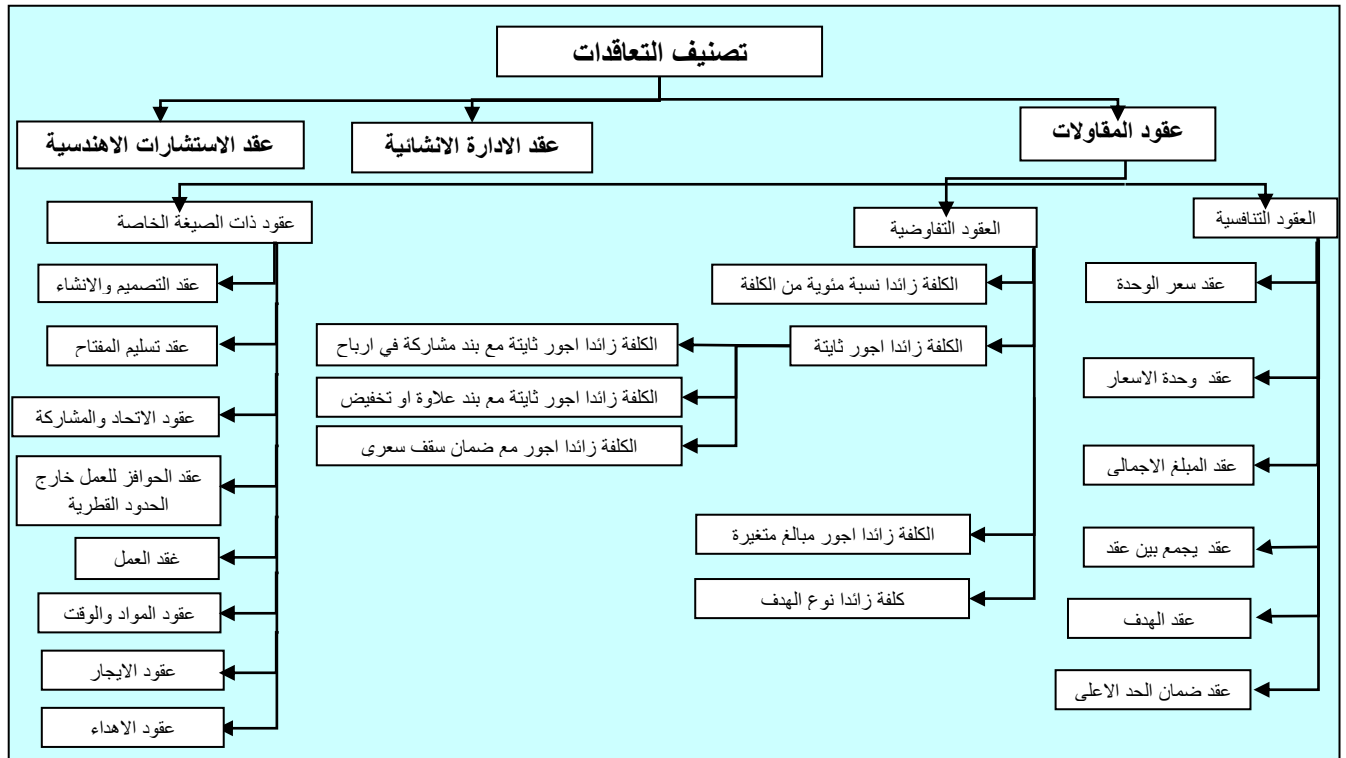 تصنيف التعاقدات
عقود المقاولات
عقد الادارة الانشائية
عقد الاستشارات الاهندسية
العقود التنافسية
العقود التفاوضية
عقود ذات الصيغة الخاصة
عقد سعر الوحدة
عقد وحدة الاسعار
عقد المبلغ الاجمالي
عقد يجمع بين عقد
عقد الهدف
عقد ضمان الحد الاعلى
الكلفة زائدا نسبة مئوية من الكلفة
الكلفة زائدا اجور ثايتة
الكلفة زائدا اجور ثايتة مع بند مشاركة في ارباح
الكلفة زائدا اجور ثايتة مع بند علاوة او تخفيض
الكلفة زائدا اجور مع ضمان سقف سعري
الكلفة زائدا اجور مبالغ متغيرة
كلفة زائدا نوع الهدف
عقد التصميم والانشاء
عقد تسليم المفتاح
عقود الاتحاد والمشاركة
عقد الحوافز للعمل خارج
الحدود القطرية
غقد العمل
عقود المواد والوقت
عقود الايجار
عقود الاهداء